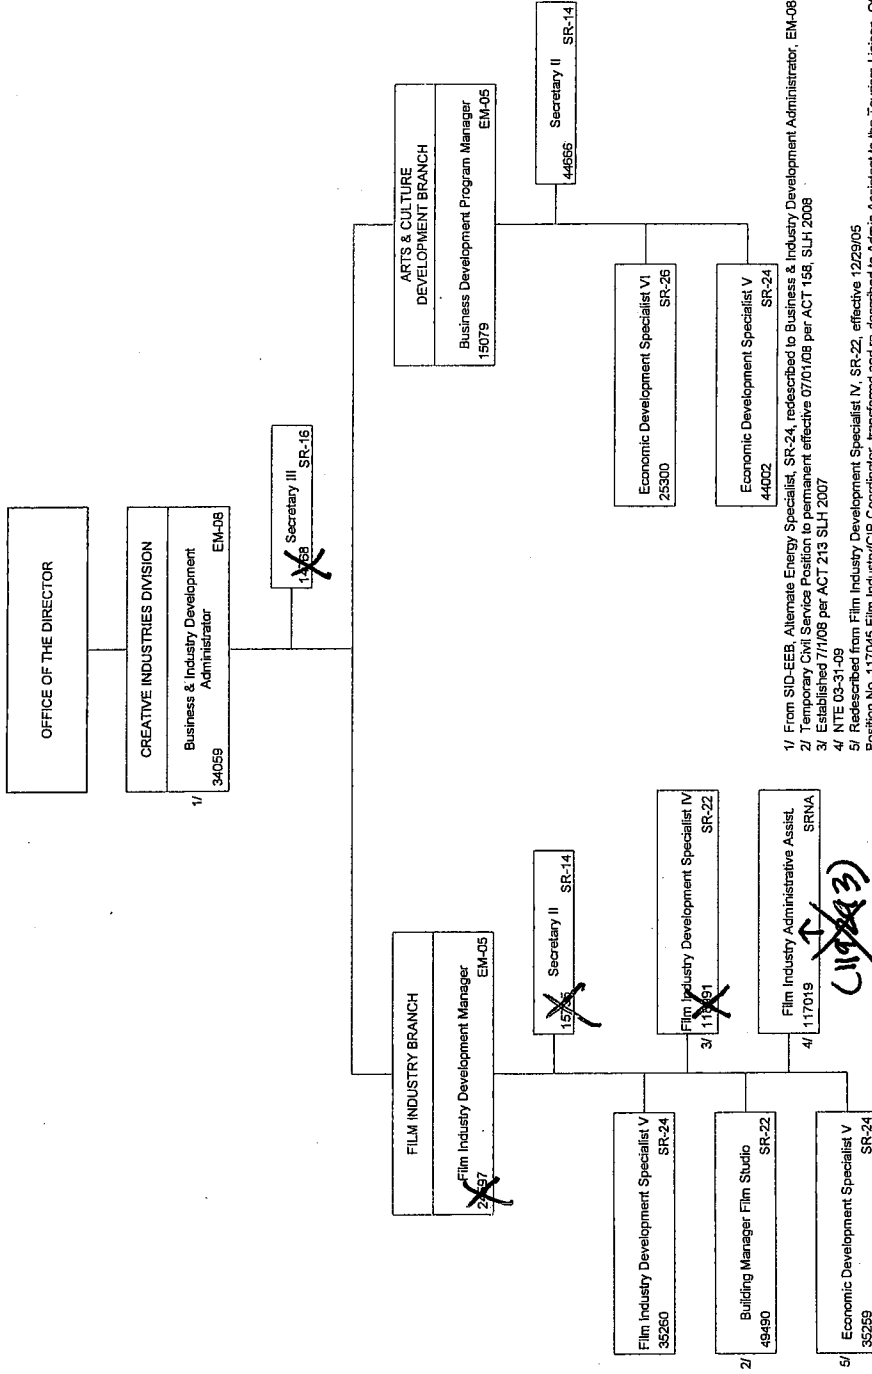 OFFICE OF THE DIRECTOR
CREATIVE INDUSTRIES DIVISION
Business & Industry Development
Administrator
1/ 34059 EM-08
Secretary III
SR-16
FILM INDUSTRY BRANCH
Film Industry Development Manager
EM-05
Secretary II
SR-14
Film Industry Development Specialist V
35260 SR-24
Film Industry Development Specialist IV
3/ SR-22
Building Manager Film Studio
2/ 49490 SR-22
Film Industry Administrative Assist.
4/ 117019 SRNA
Economic Development Specialist V
5/ 35259 SR-24
ARTS & CULTURE
DEVELOPMENT BRANCH
Business Development Program Manager
15079 EM-05
Secretary II
44666 SR-14
Economic Development Specialist VI
25300 SR-26
Economic Development Specialist V
44002 SR-24
1/ From SID-EEB, Alternate Energy Specialist, SR-24, redescribed to Business & Industry Development Administrator, EM-08
2/ Temporary Civil Service Position to permanent effective 07/01/08 per ACT 158, SLH 2008
3/ Established 7/1/08 per ACT 213 SLH 2007
4/ NTE 03-31-09
5/ Redescribed from Film Industry Development Specialist IV, SR-22, effective 12/29/05